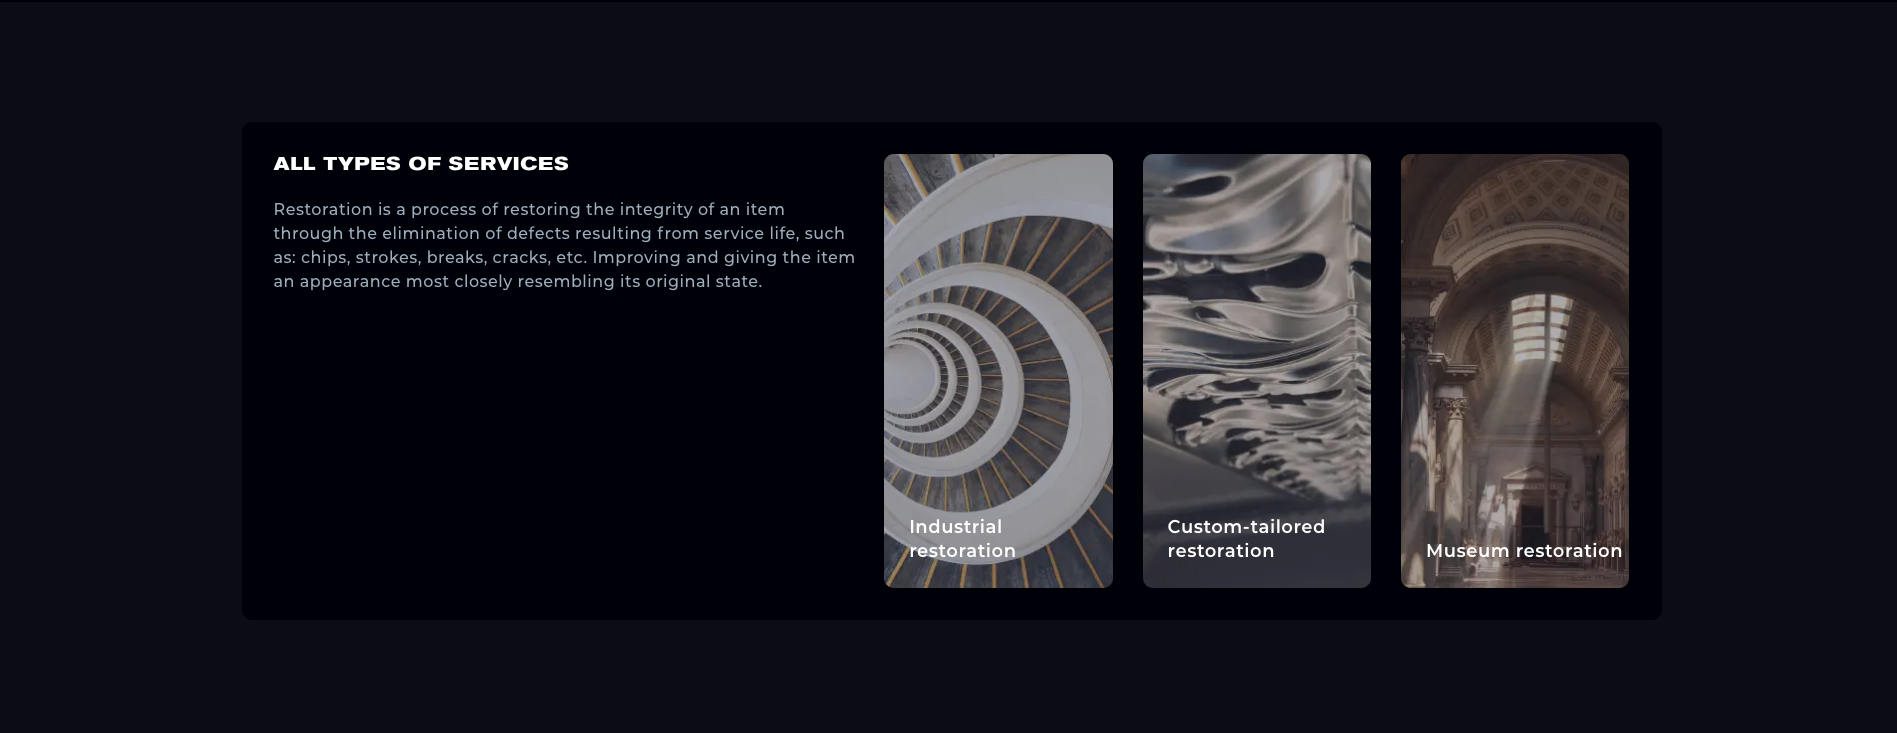 ALL TYPES OF SERVICES
Restoration is a process of restoring the integrity of an item
through the elimination of defects resulting from service life, such
as: chips, strokes, breaks, cracks, etc. Improving and giving the item
an appearance most closely resembling its original state.
Industrial
restoration
Custom-tailored
restoration
Museum restoration